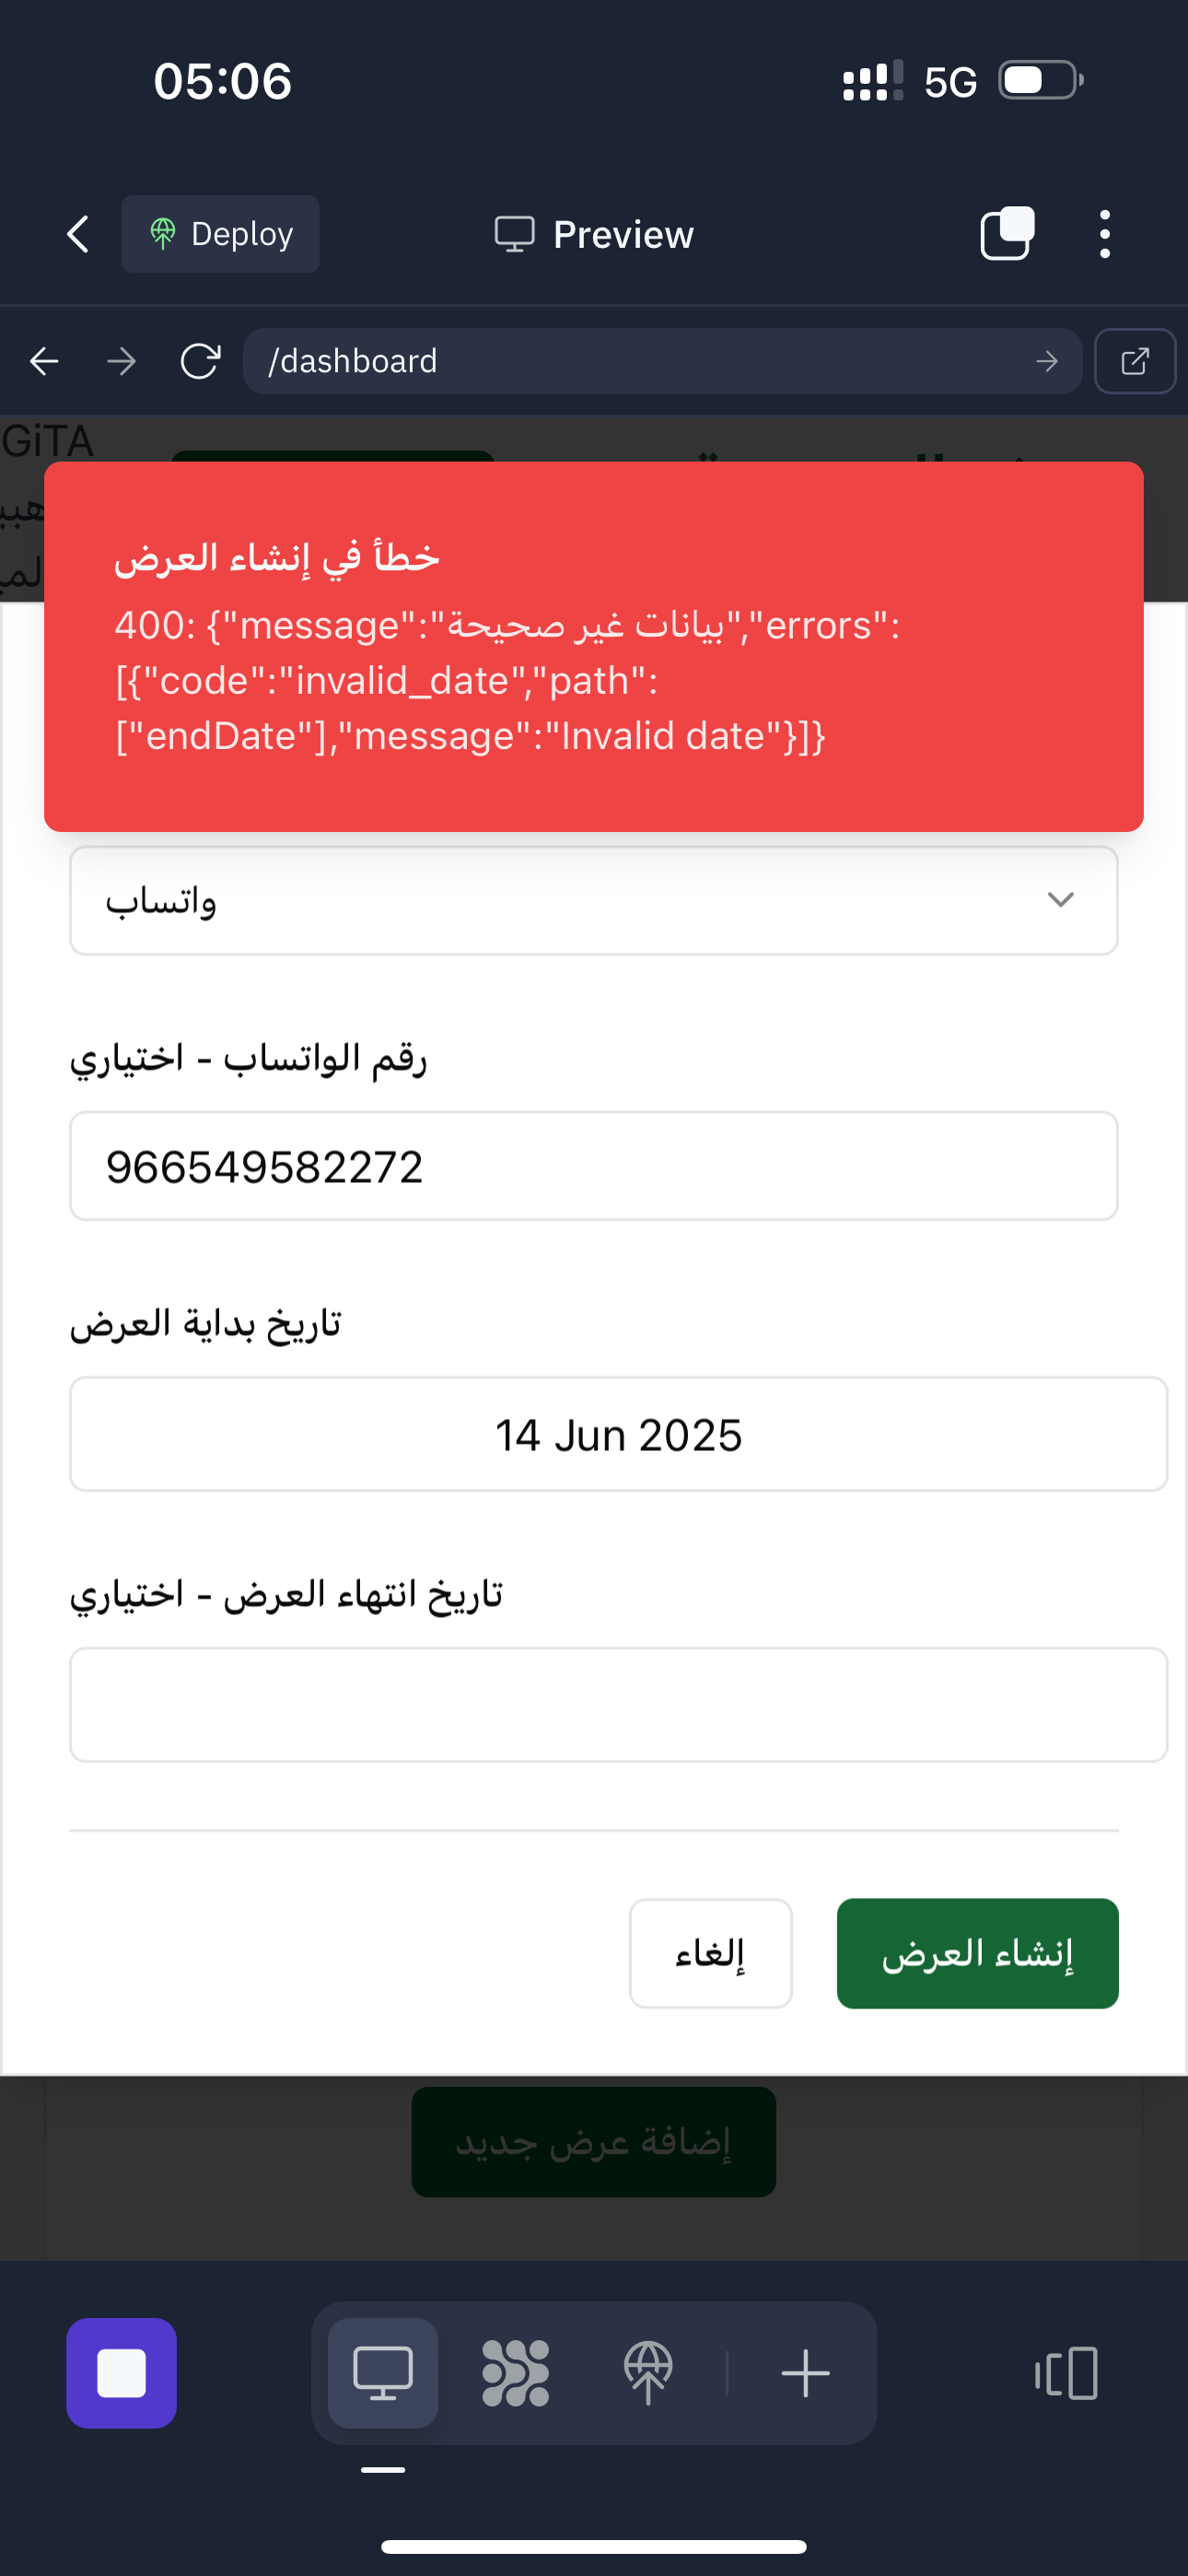 05:06
5G
Deploy
Preview
/dashboard
GiTA
خطأ في إنشاء العرض
400: {"message":"بيانات غير صحيحة","errors":
[{"code":"invalid_date","path":
["endDate"],"message":"Invalid date"}]}
واتساب
رقم الواتساب - اختياري
966549582272
تاريخ بداية العرض
14 Jun 2025
تاريخ انتهاء العرض - اختياري
إنشاء العرض
إلغاء
إضافة عرض جديد